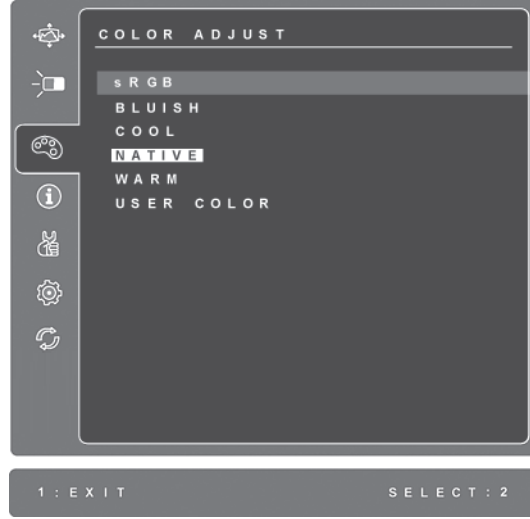 COLOR ADJUST
sRGB
BLUISH
COOL
NATIVE
WARM
USER COLOR
1:EXIT SELECT:2